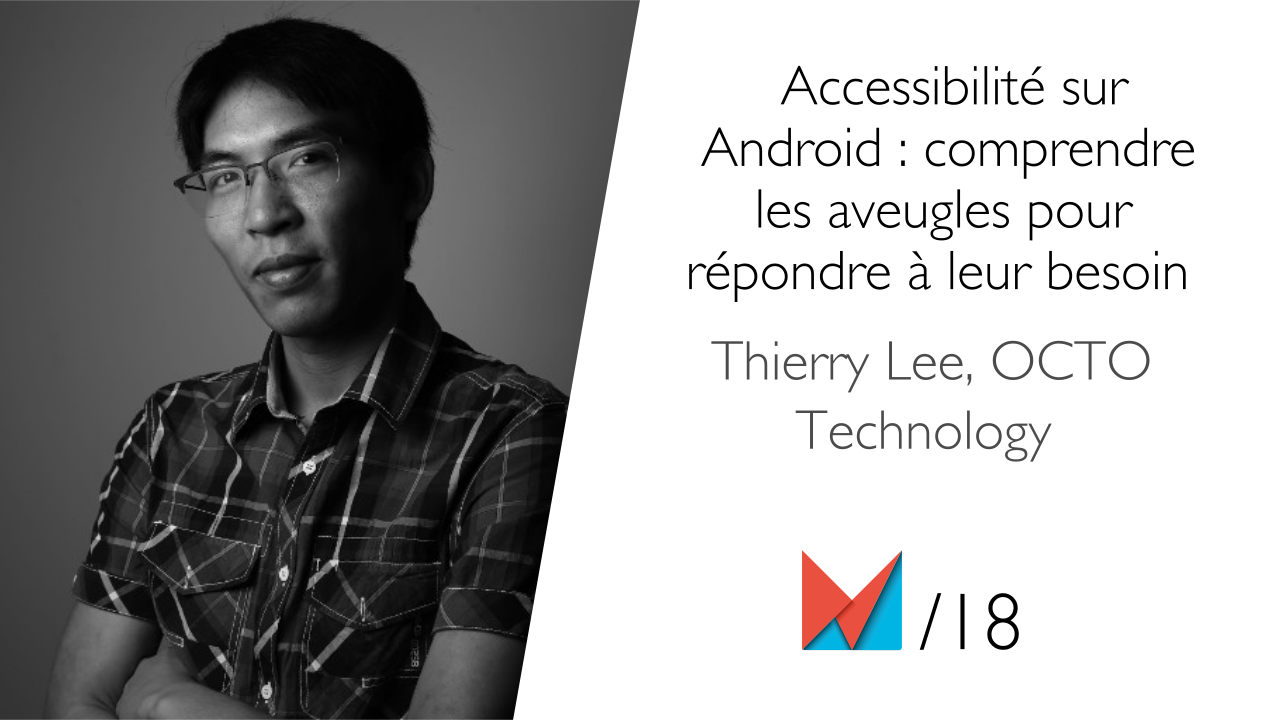 Accessibilité sur
Android : comprendre
les aveugles pour
répondre à leur besoin
Thierry Lee, OCTO
Technology
/18